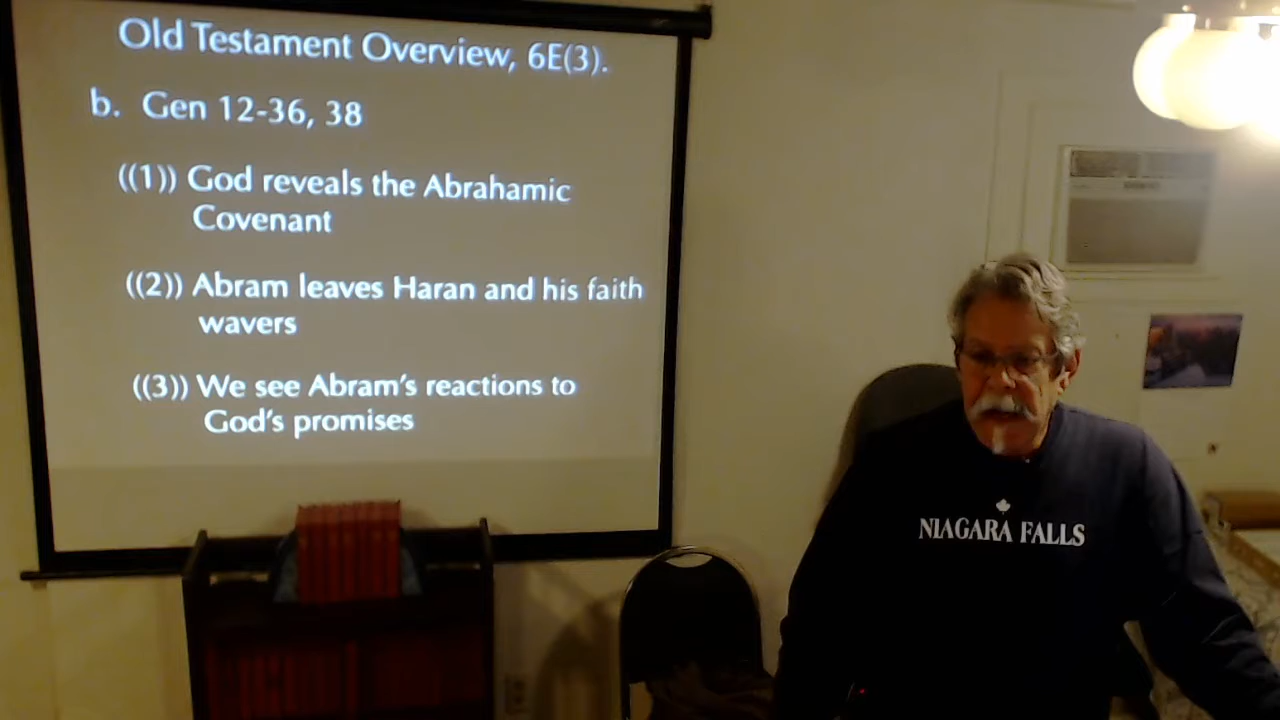 Old Testament Overview, 6E(3).
b. Gen 12-36, 38
((1)) God reveals the Abrahamic
Covenant
((2)) Abram leaves Haran and his faith
wavers
((3)) We see Abram's reactions to
God's promises
NIAGARA FALLS